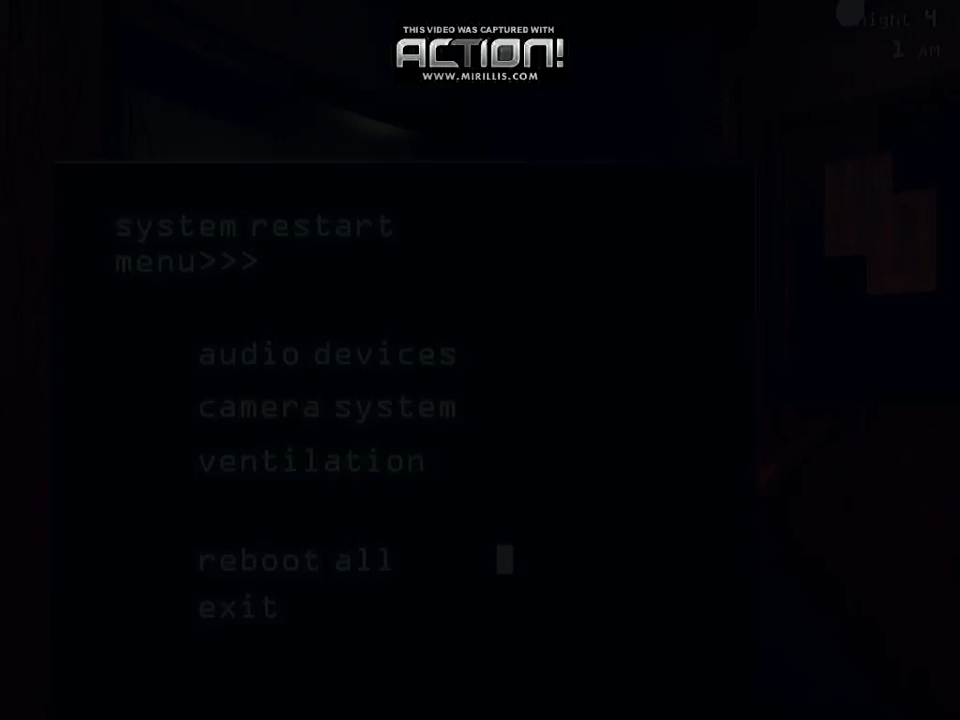 THIS VIDEO WAS CAPTURED WITH
ACTION!
WWW.MIRILLIS.COM
night 4
1 AM
system restart
menu>>>
audio devices
camera system
ventilation
reboot all
exit